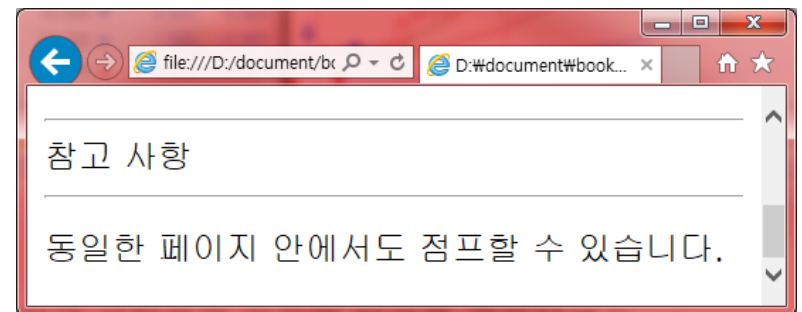 file:///D:/document/bc
D:₩document₩book...
참고 사항
동일한 페이지 안에서도 점프할 수 있습니다.